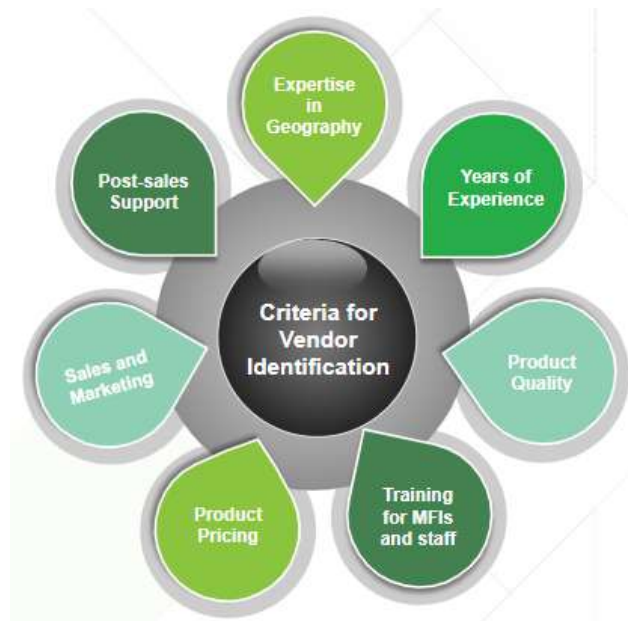 Expertise
in
Geography
Years of
Experience
Product
Quality
Training
for MFIs
and staff
Product
Pricing
Sales and
Marketing
Post-sales
Support
Criteria for
Vendor
Identification